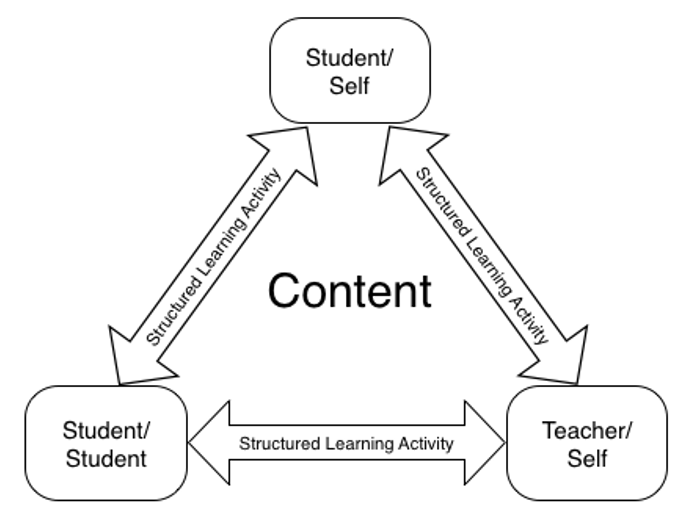 Student/
Self
Structured Learning Activity
Structured Learning Activity
Content
Student/
Student
Structured Learning Activity
Teacher/
Self